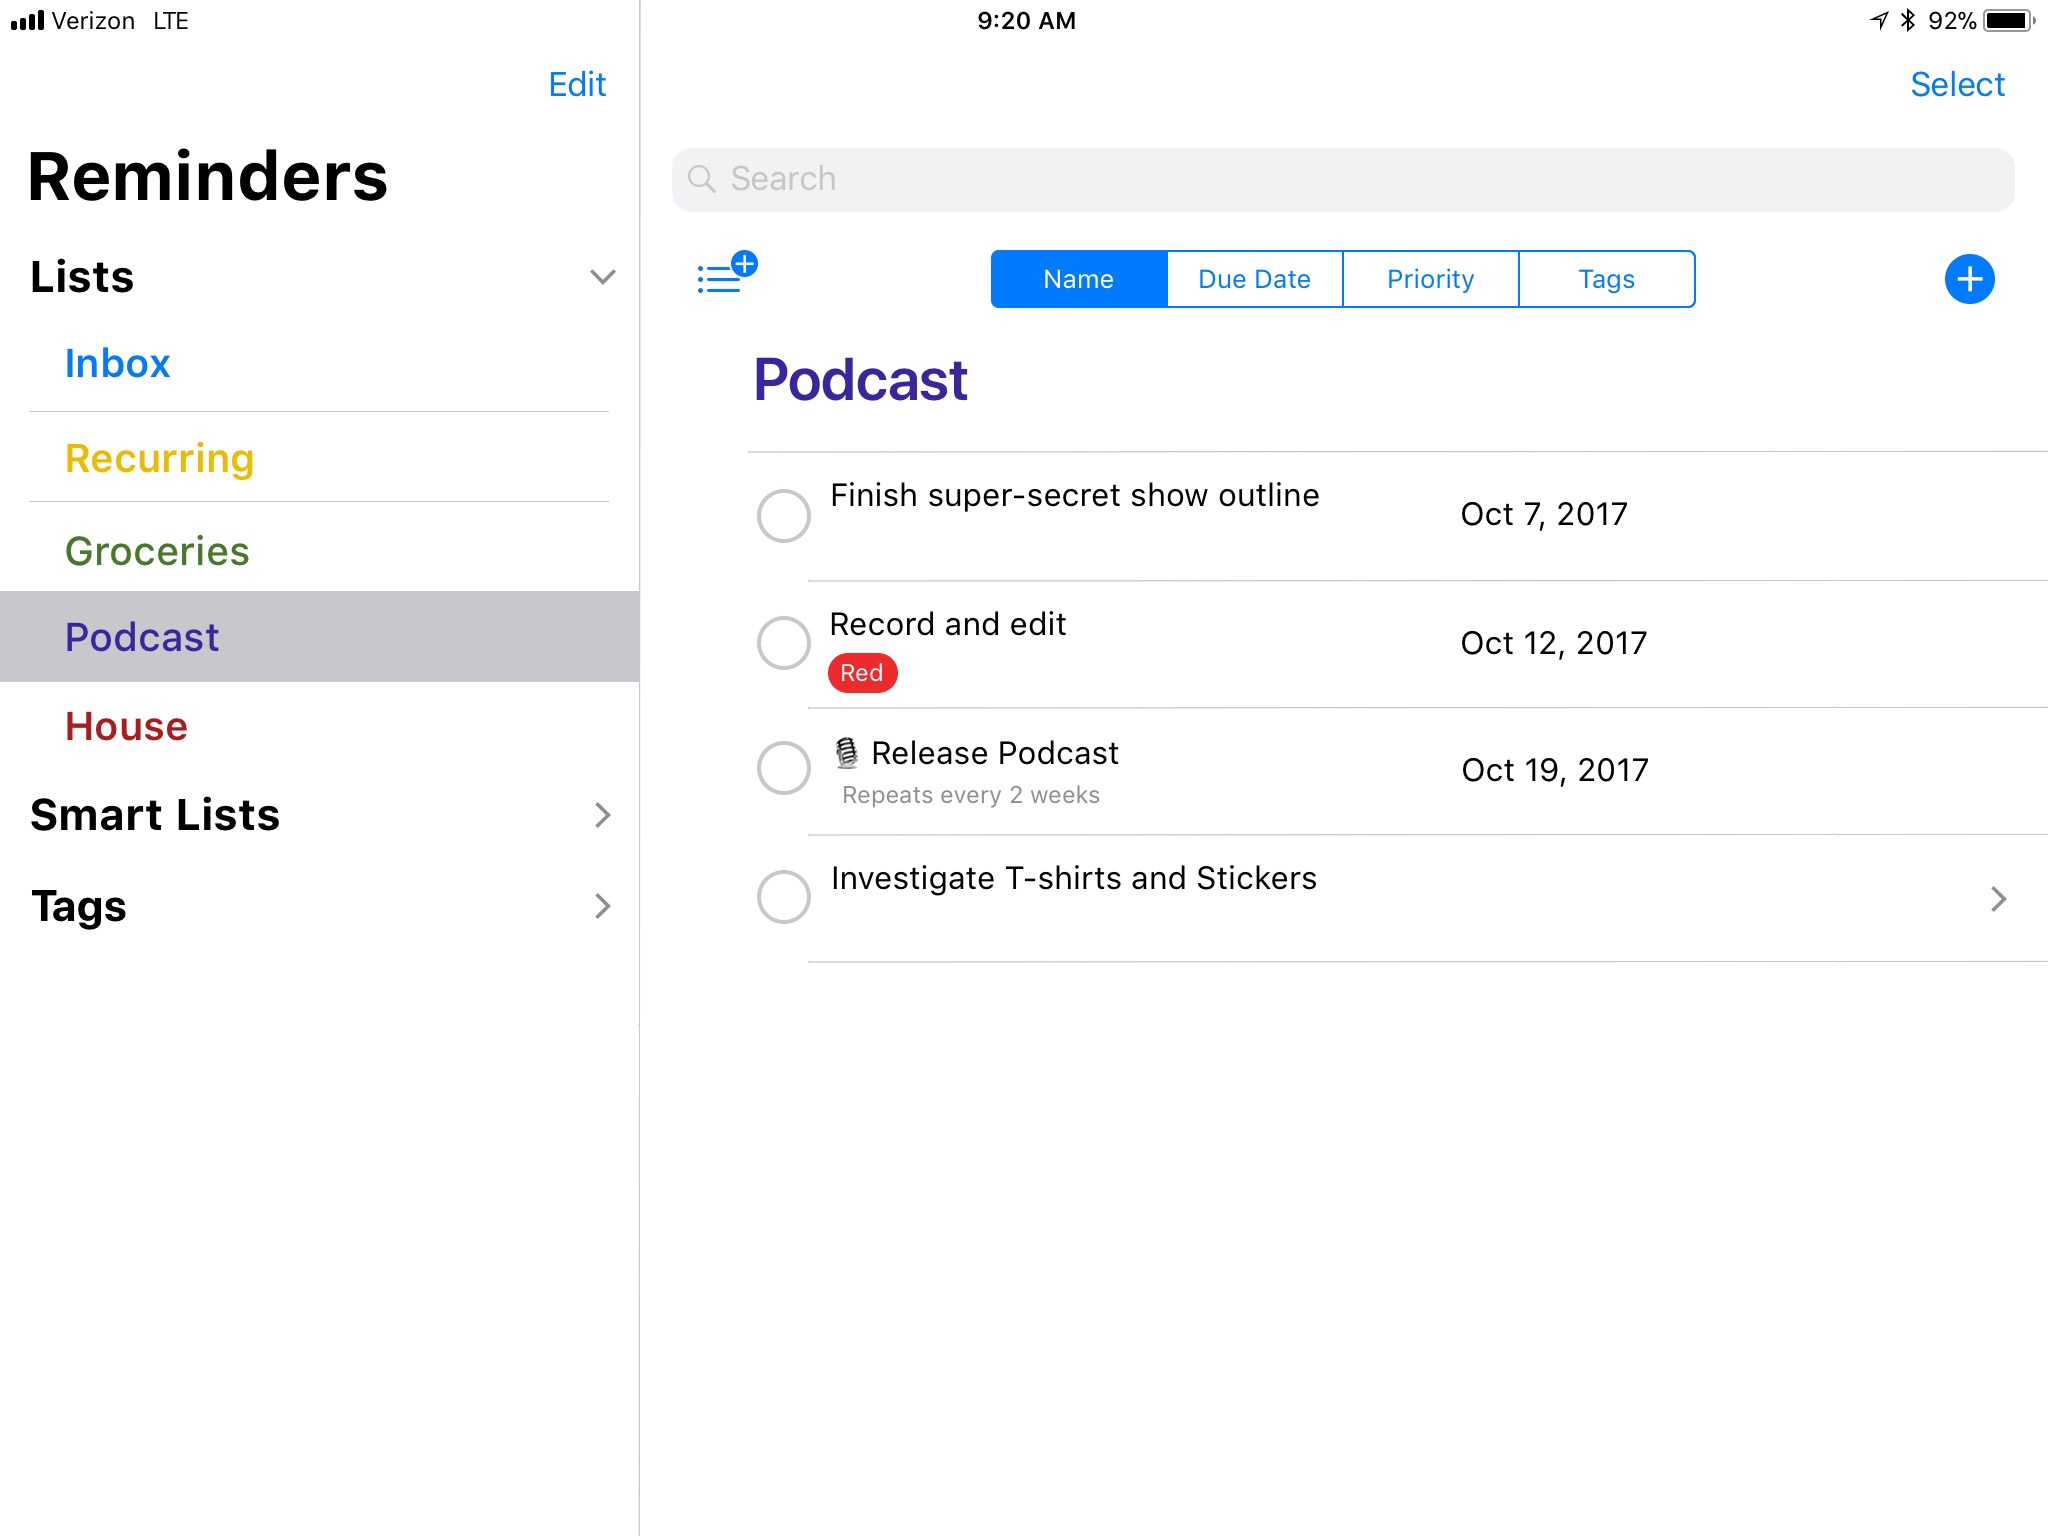 Verizon LTE
9:20 AM
92%
Edit
Select
Reminders
Search
Lists
Name
Due Date
Priority
Tags
Inbox
Recurring
Groceries
Podcast
House
Smart Lists
Tags
Podcast
Finish super-secret show outline
Oct 7, 2017
Record and edit
Oct 12, 2017
Red
🎙 Release Podcast
Oct 19, 2017
Repeats every 2 weeks
Investigate T-shirts and Stickers